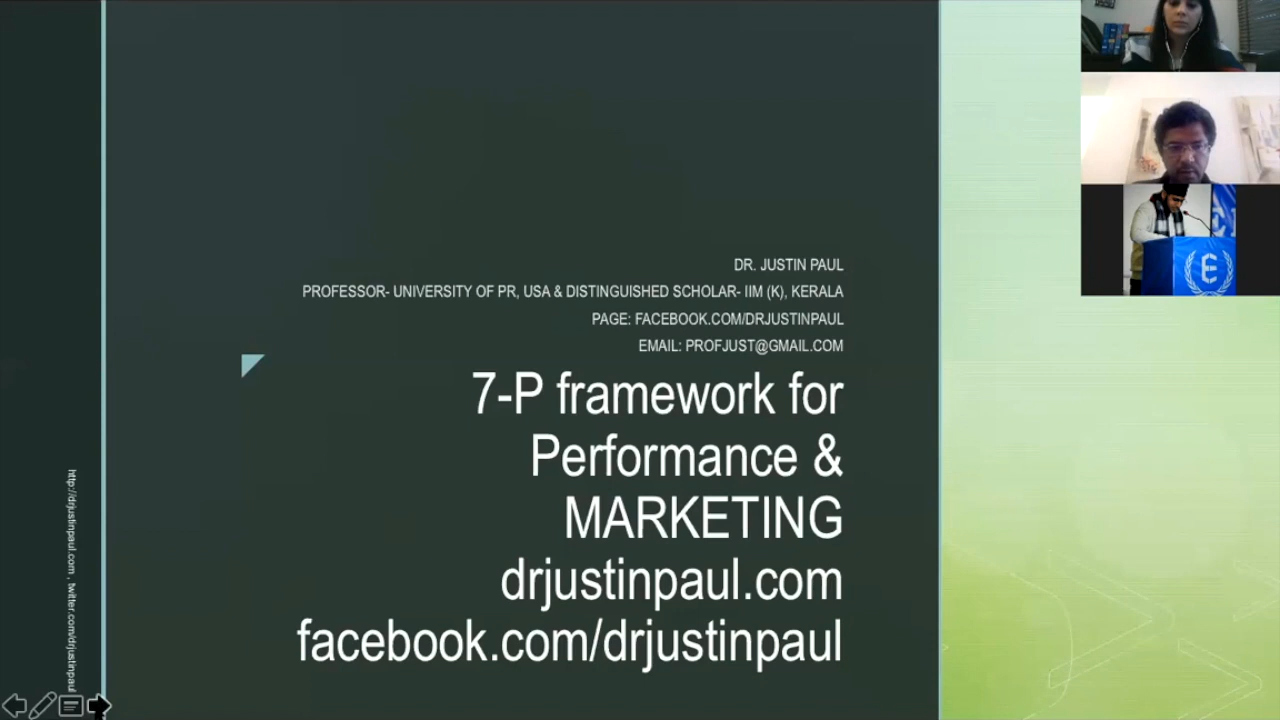 DR. JUSTIN PAUL
PROFESSOR- UNIVERSITY OF PR, USA & DISTINGUISHED SCHOLAR- IIM (K), KERALA
PAGE: FACEBOOK.COM/DRJUSTINPAUL
EMAIL: PROFJUST@GMAIL.COM
7-P framework for
Performance &
MARKETING
drjustinpaul.com
facebook.com/drjustinpaul
http://drjustinpaul.com , twitter.com/drjustinpaul
E